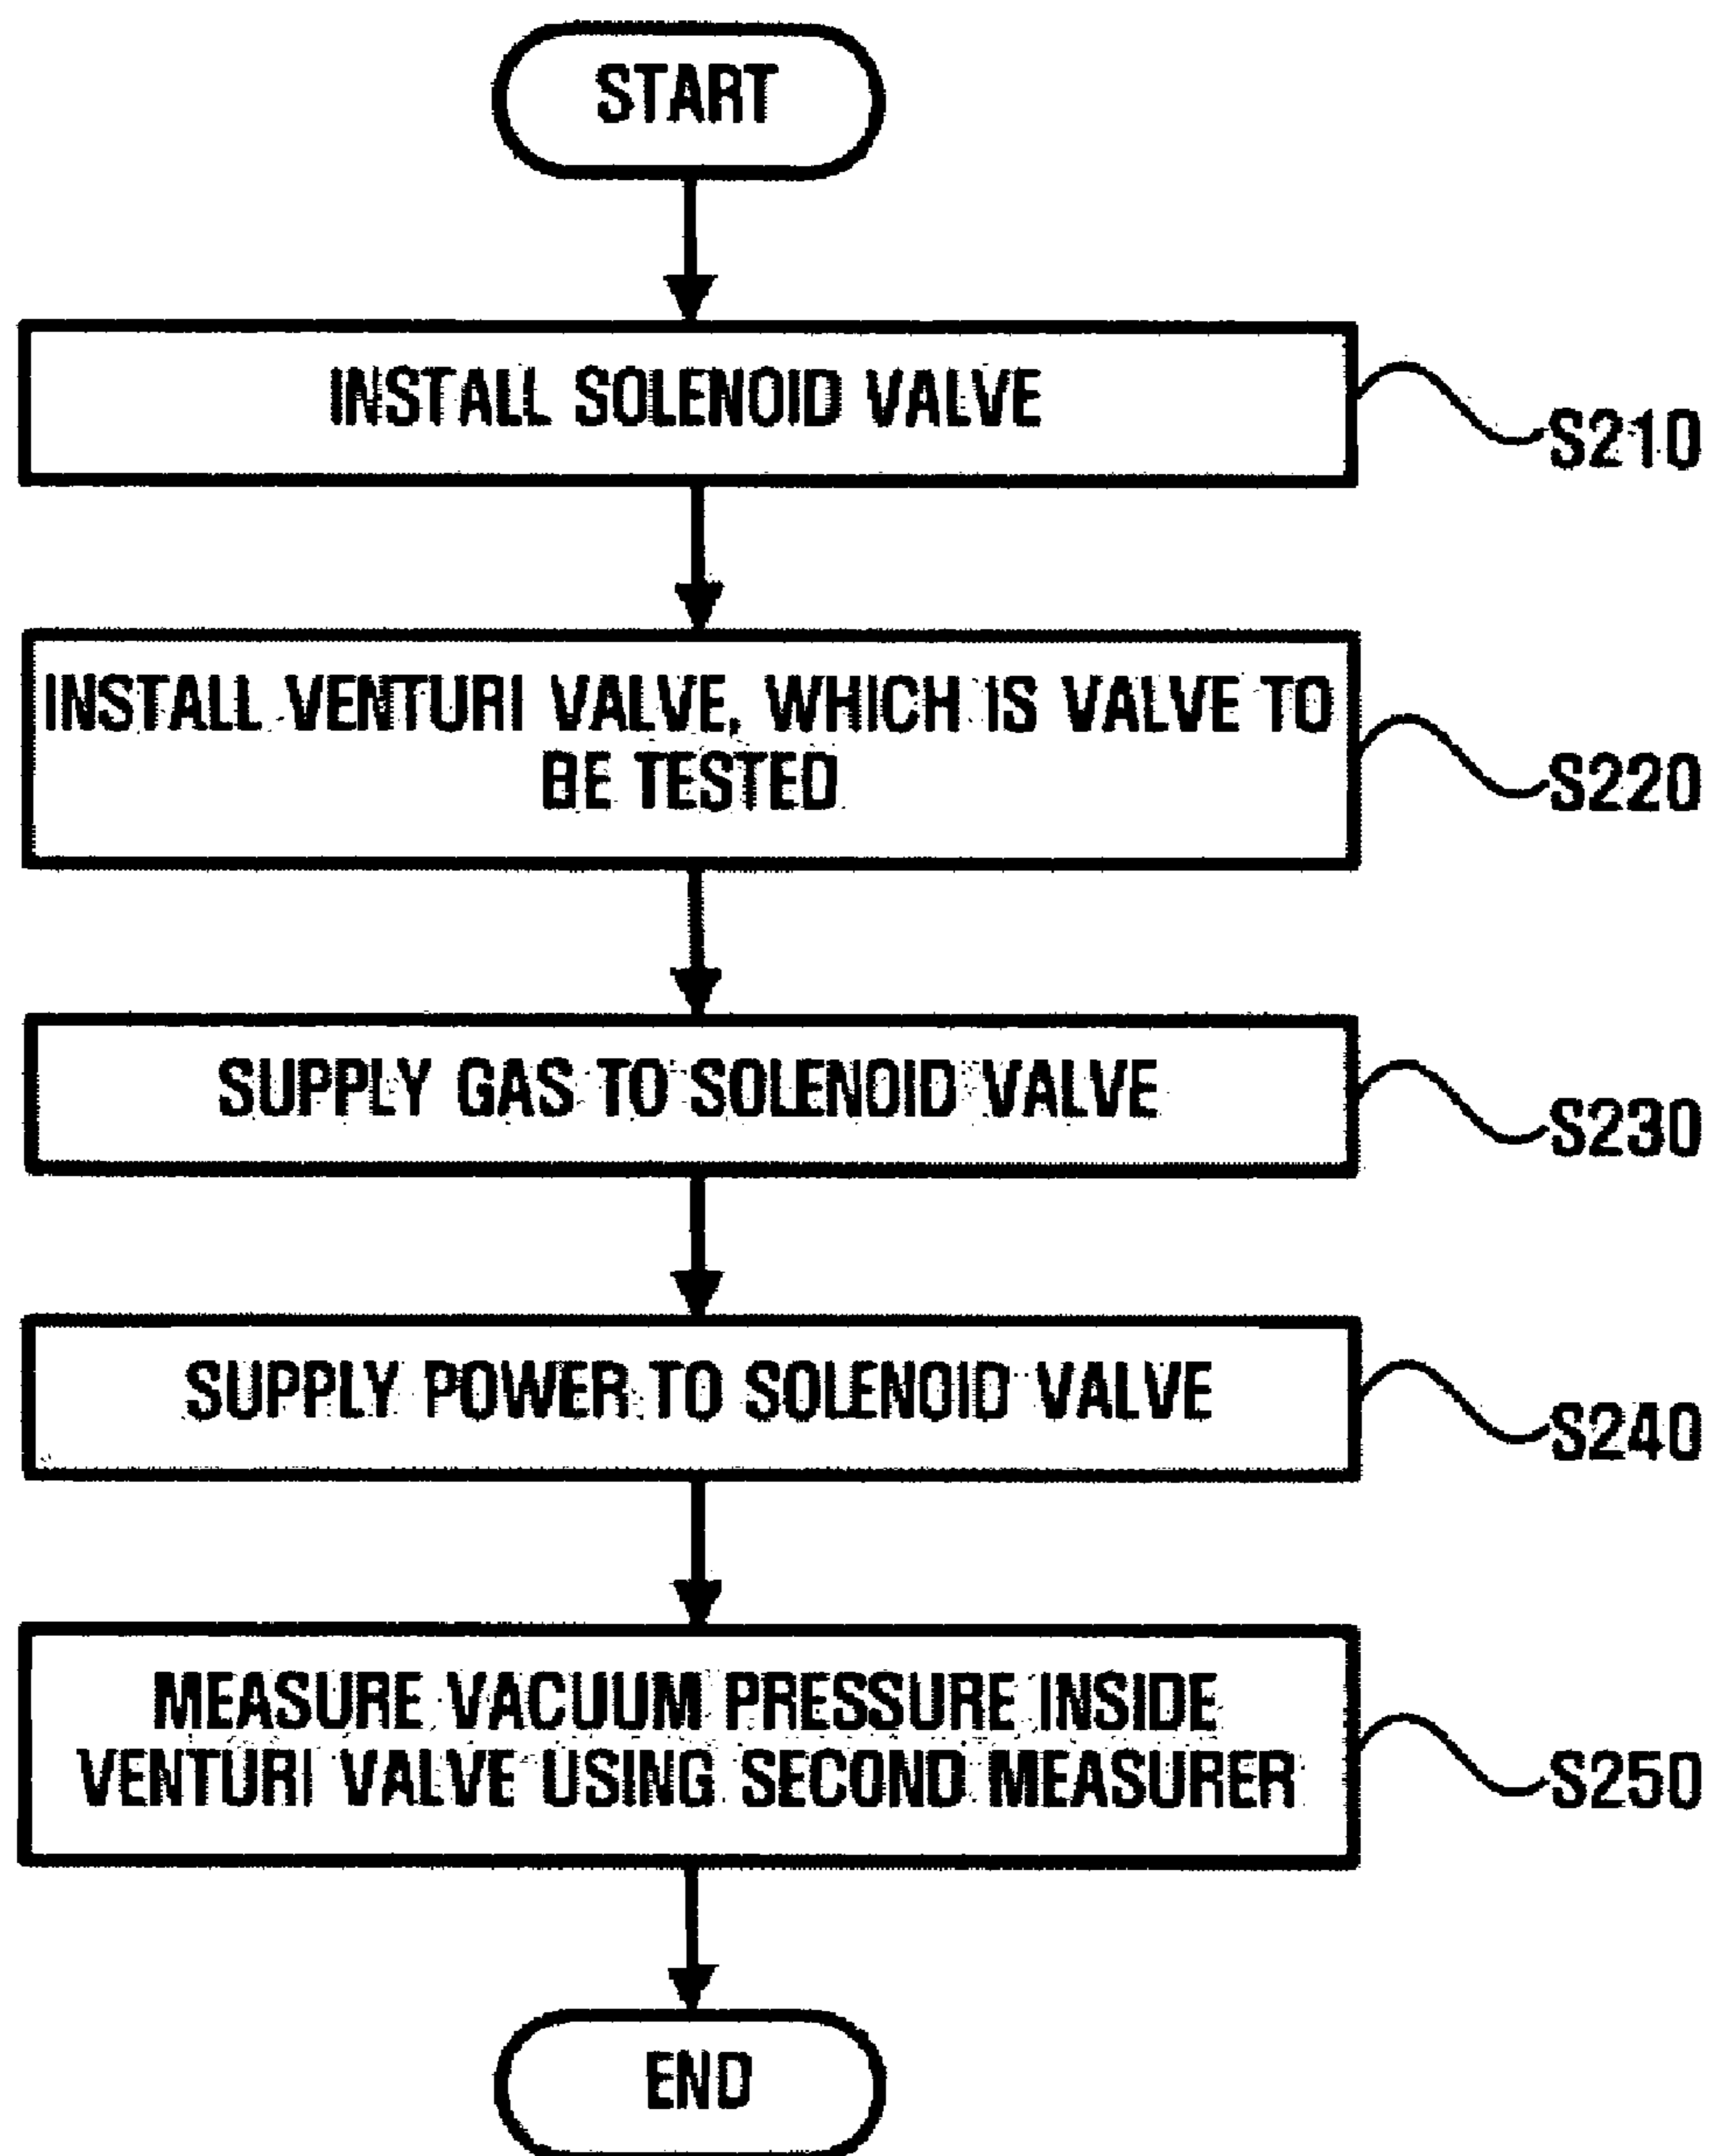 START
INSTALL SOLENOID VALVE
S210
INSTALL VENTURI VALVE, WHICH IS VALVE TO
BE TESTED
S220
SUPPLY GAS TO SOLENOID VALVE
S230
SUPPLY POWER TO SOLENOID VALVE
S240
MEASURE VACUUM PRESSURE INSIDE
VENTURI VALVE USING SECOND MEASURER
S250
END